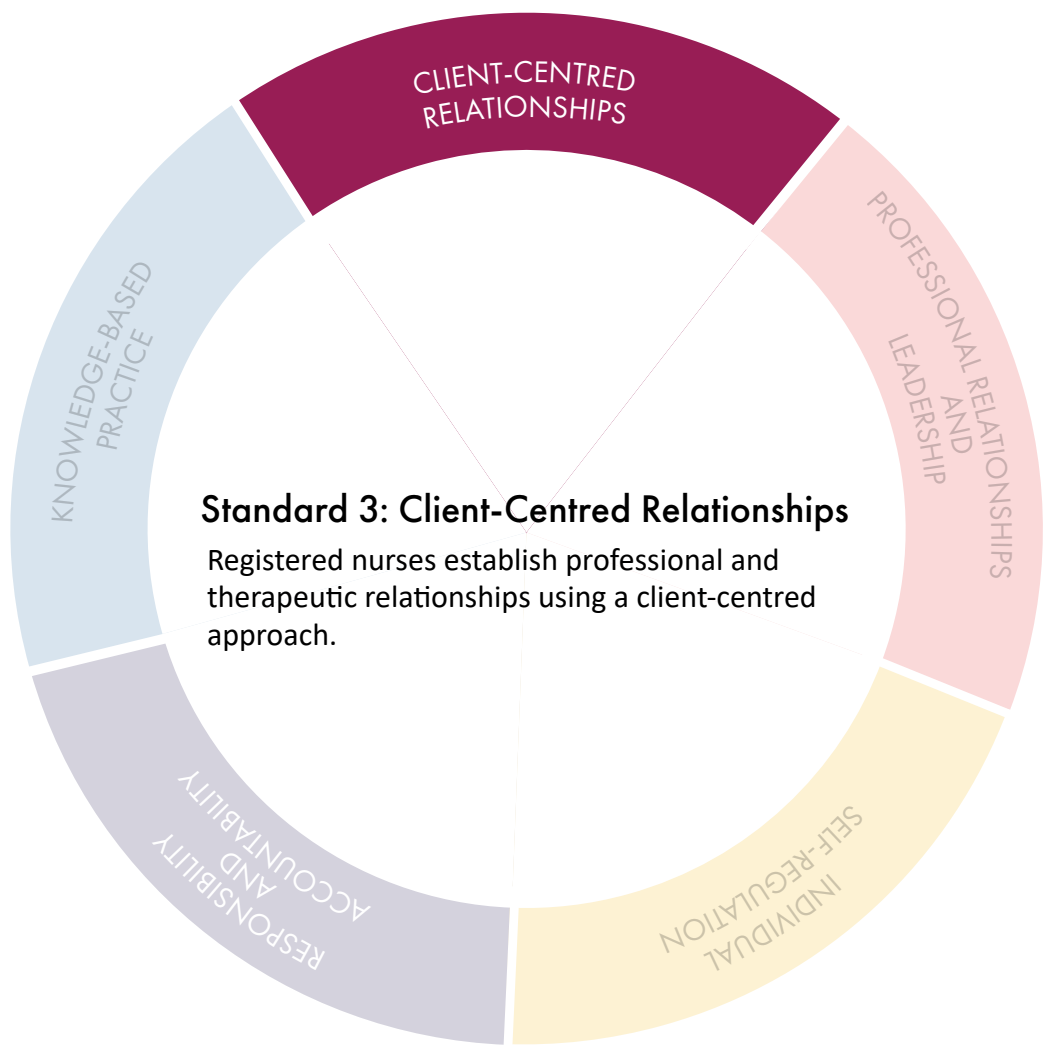 CLIENT-CENTRED
RELATIONSHIPS
PROFESSIONAL RELATIONSHIPS
AND
LEADERSHIP
KNOWLEDGE-BASED
PRACTICE
Standard 3: Client-Centred Relationships
Registered nurses establish professional and
therapeutic relationships using a client-centred
approach.
RESPONSIBILITY
AND
ACCCOUNTABILITY
INDIVIDUAL
SELF-REGULATION